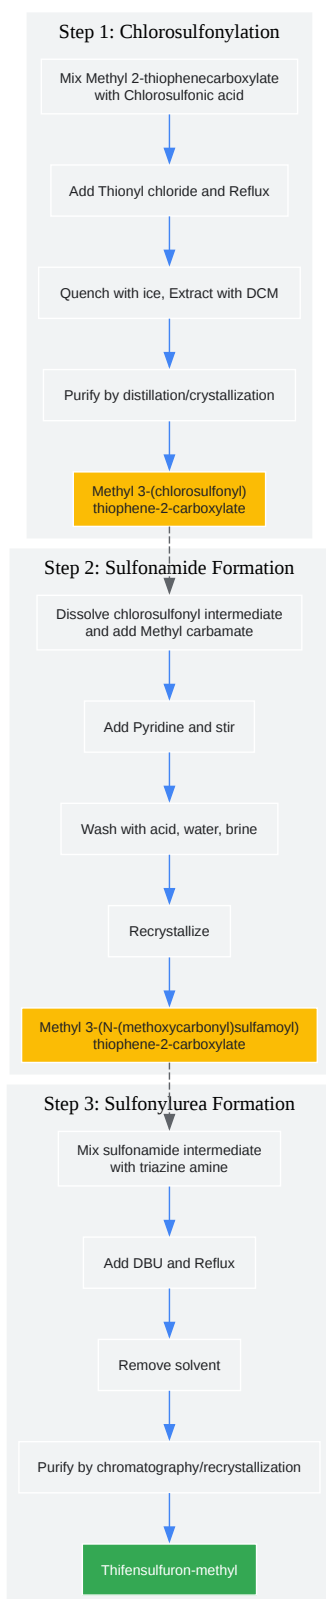 Step 1: Chlorosulfonylation
Mix Methyl 2-thiophenecarboxylate
with Chlorosulfonic acid
Add Thionyl chloride and Reflux
Quench with ice, Extract with DCM
Purify by distillation/crystallization
Methyl 3-(chlorosulfonyl)
thiophene-2-carboxylate
Step 2: Sulfonamide Formation
Dissolve chlorosulfonyl intermediate
and add Methyl carbamate
Add Pyridine and stir
Wash with acid, water, brine
Recrystallize
Methyl 3-(N-(methoxycarbonyl)sulfamoyl)
thiophene-2-carboxylate
Step 3: Sulfonylurea Formation
Mix sulfonamide intermediate
with triazine amine
Add DBU and Reflux
Remove solvent
Purify by chromatography/recrystallization
Thifensulfuron-methyl